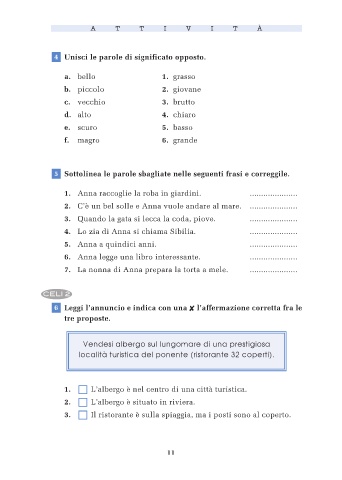 A T T I V I T À
4 Unisci le parole di significato opposto.
a. bello 1. grasso
b. piccolo 2. giovane
c. vecchio 3. brutto
d. alto 4. chiaro
e. scuro 5. basso
f. magro 6. grande
5 Sottolinea le parole sbagliate nelle seguenti frasi e correggile.
1. Anna raccoglie la roba in giardini. .....................
2. C'è un bel solle e Anna vuole andare al mare. .....................
3. Quando la gata si lecca la coda, piove. .....................
4. Lo zia di Anna si chiama Sibilia. .....................
5. Anna a quindici anni. .....................
6. Anna legge una libro interessante. .....................
7. La nonna di Anna prepara la torta a mele. .....................
CELI 2
6 Leggi l'annuncio e indica con una ✘ l'affermazione corretta fra le
tre proposte.
Vendesi albergo sul lungomare di una prestigiosa
località turistica del ponente (ristorante 32 coperti).
1. L'albergo è nel centro di una città turistica.
2. L'albergo è situato in riviera.
3. Il ristorante è sulla spiaggia, ma i posti sono al coperto.
11